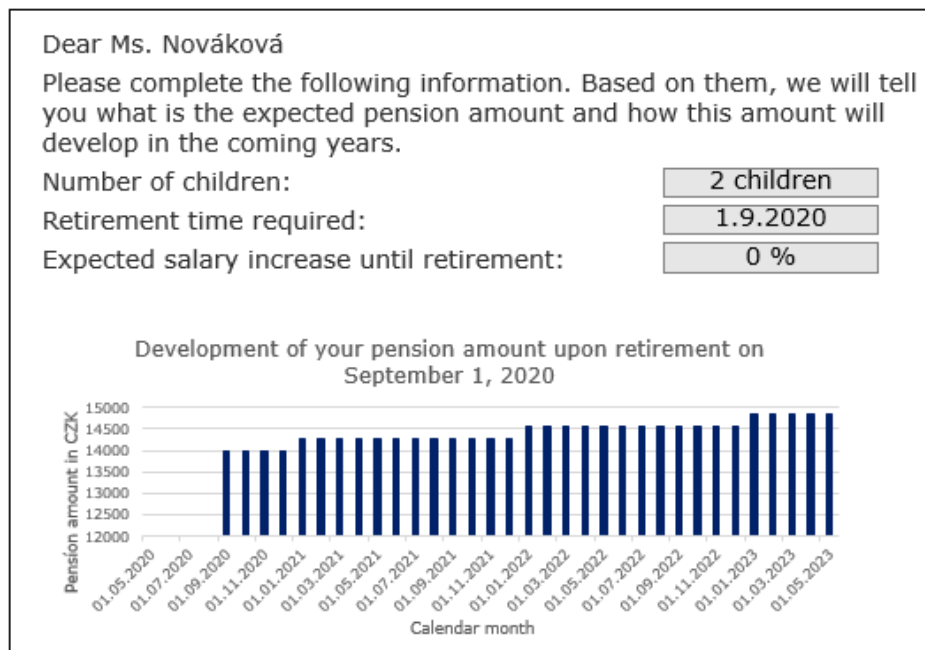 Dear Ms. Nováková
Please complete the following information. Based on them, we will tell
you what is the expected pension amount and how this amount will
develop in the coming years.
Number of children: 2 children
Retirement time required: 1.9.2020
Expected salary increase until retirement: 0 %
Development of your pension amount upon retirement on
September 1, 2020
Pension amount in CZK
15000
14500
14000
13500
13000
12500
12000
01.05.2020
01.07.2020
01.09.2020
01.11.2020
01.01.2021
01.03.2021
01.05.2021
01.07.2021
01.09.2021
01.11.2021
01.01.2022
01.03.2022
01.05.2022
01.07.2022
01.09.2022
01.11.2022
01.01.2023
01.03.2023
01.05.2023
Calendar month